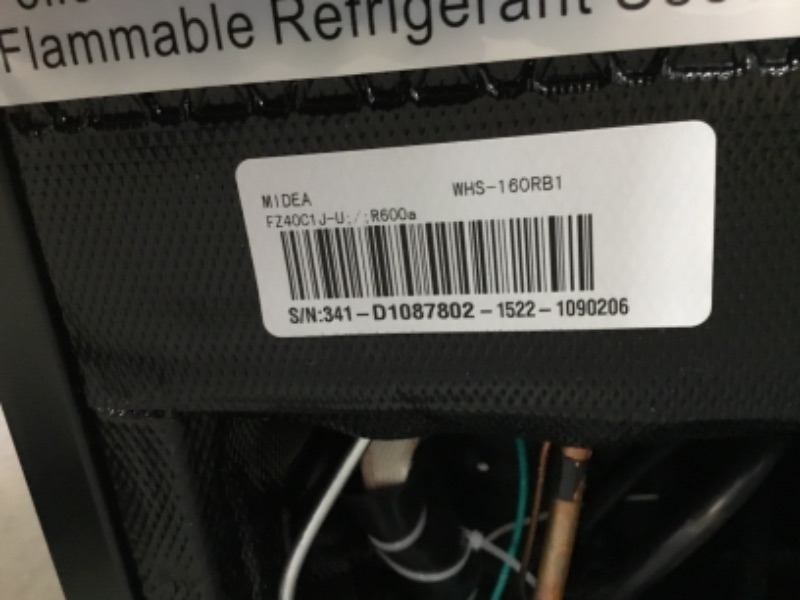 Flammable Refrigerant
MIDEA WHS-160RB1
FZ40C1J-U:/:R600a
S/N:341-D1087802-1522-1090206